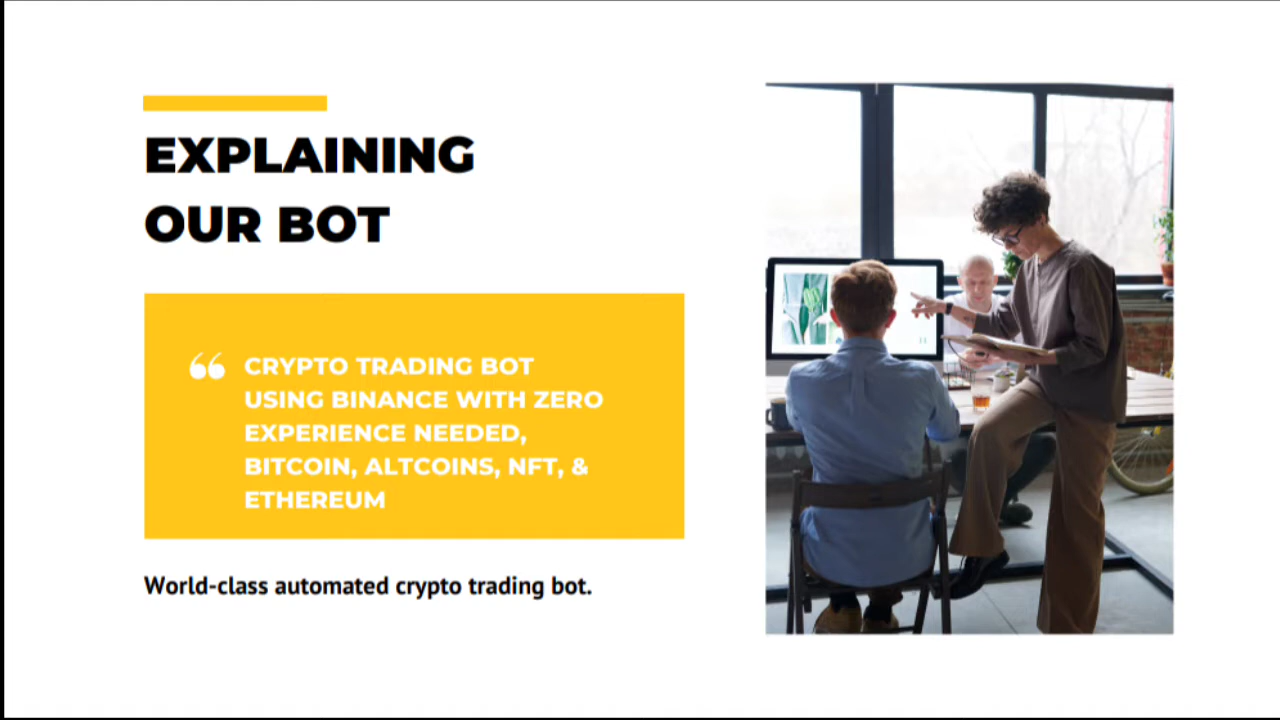 EXPLAINING
OUR BOT
❝ CRYPTO TRADING BOT
USING BINANCE WITH ZERO
EXPERIENCE NEEDED,
BITCOIN, ALTCOINS, NFT, &
ETHEREUM
World-class automated crypto trading bot.